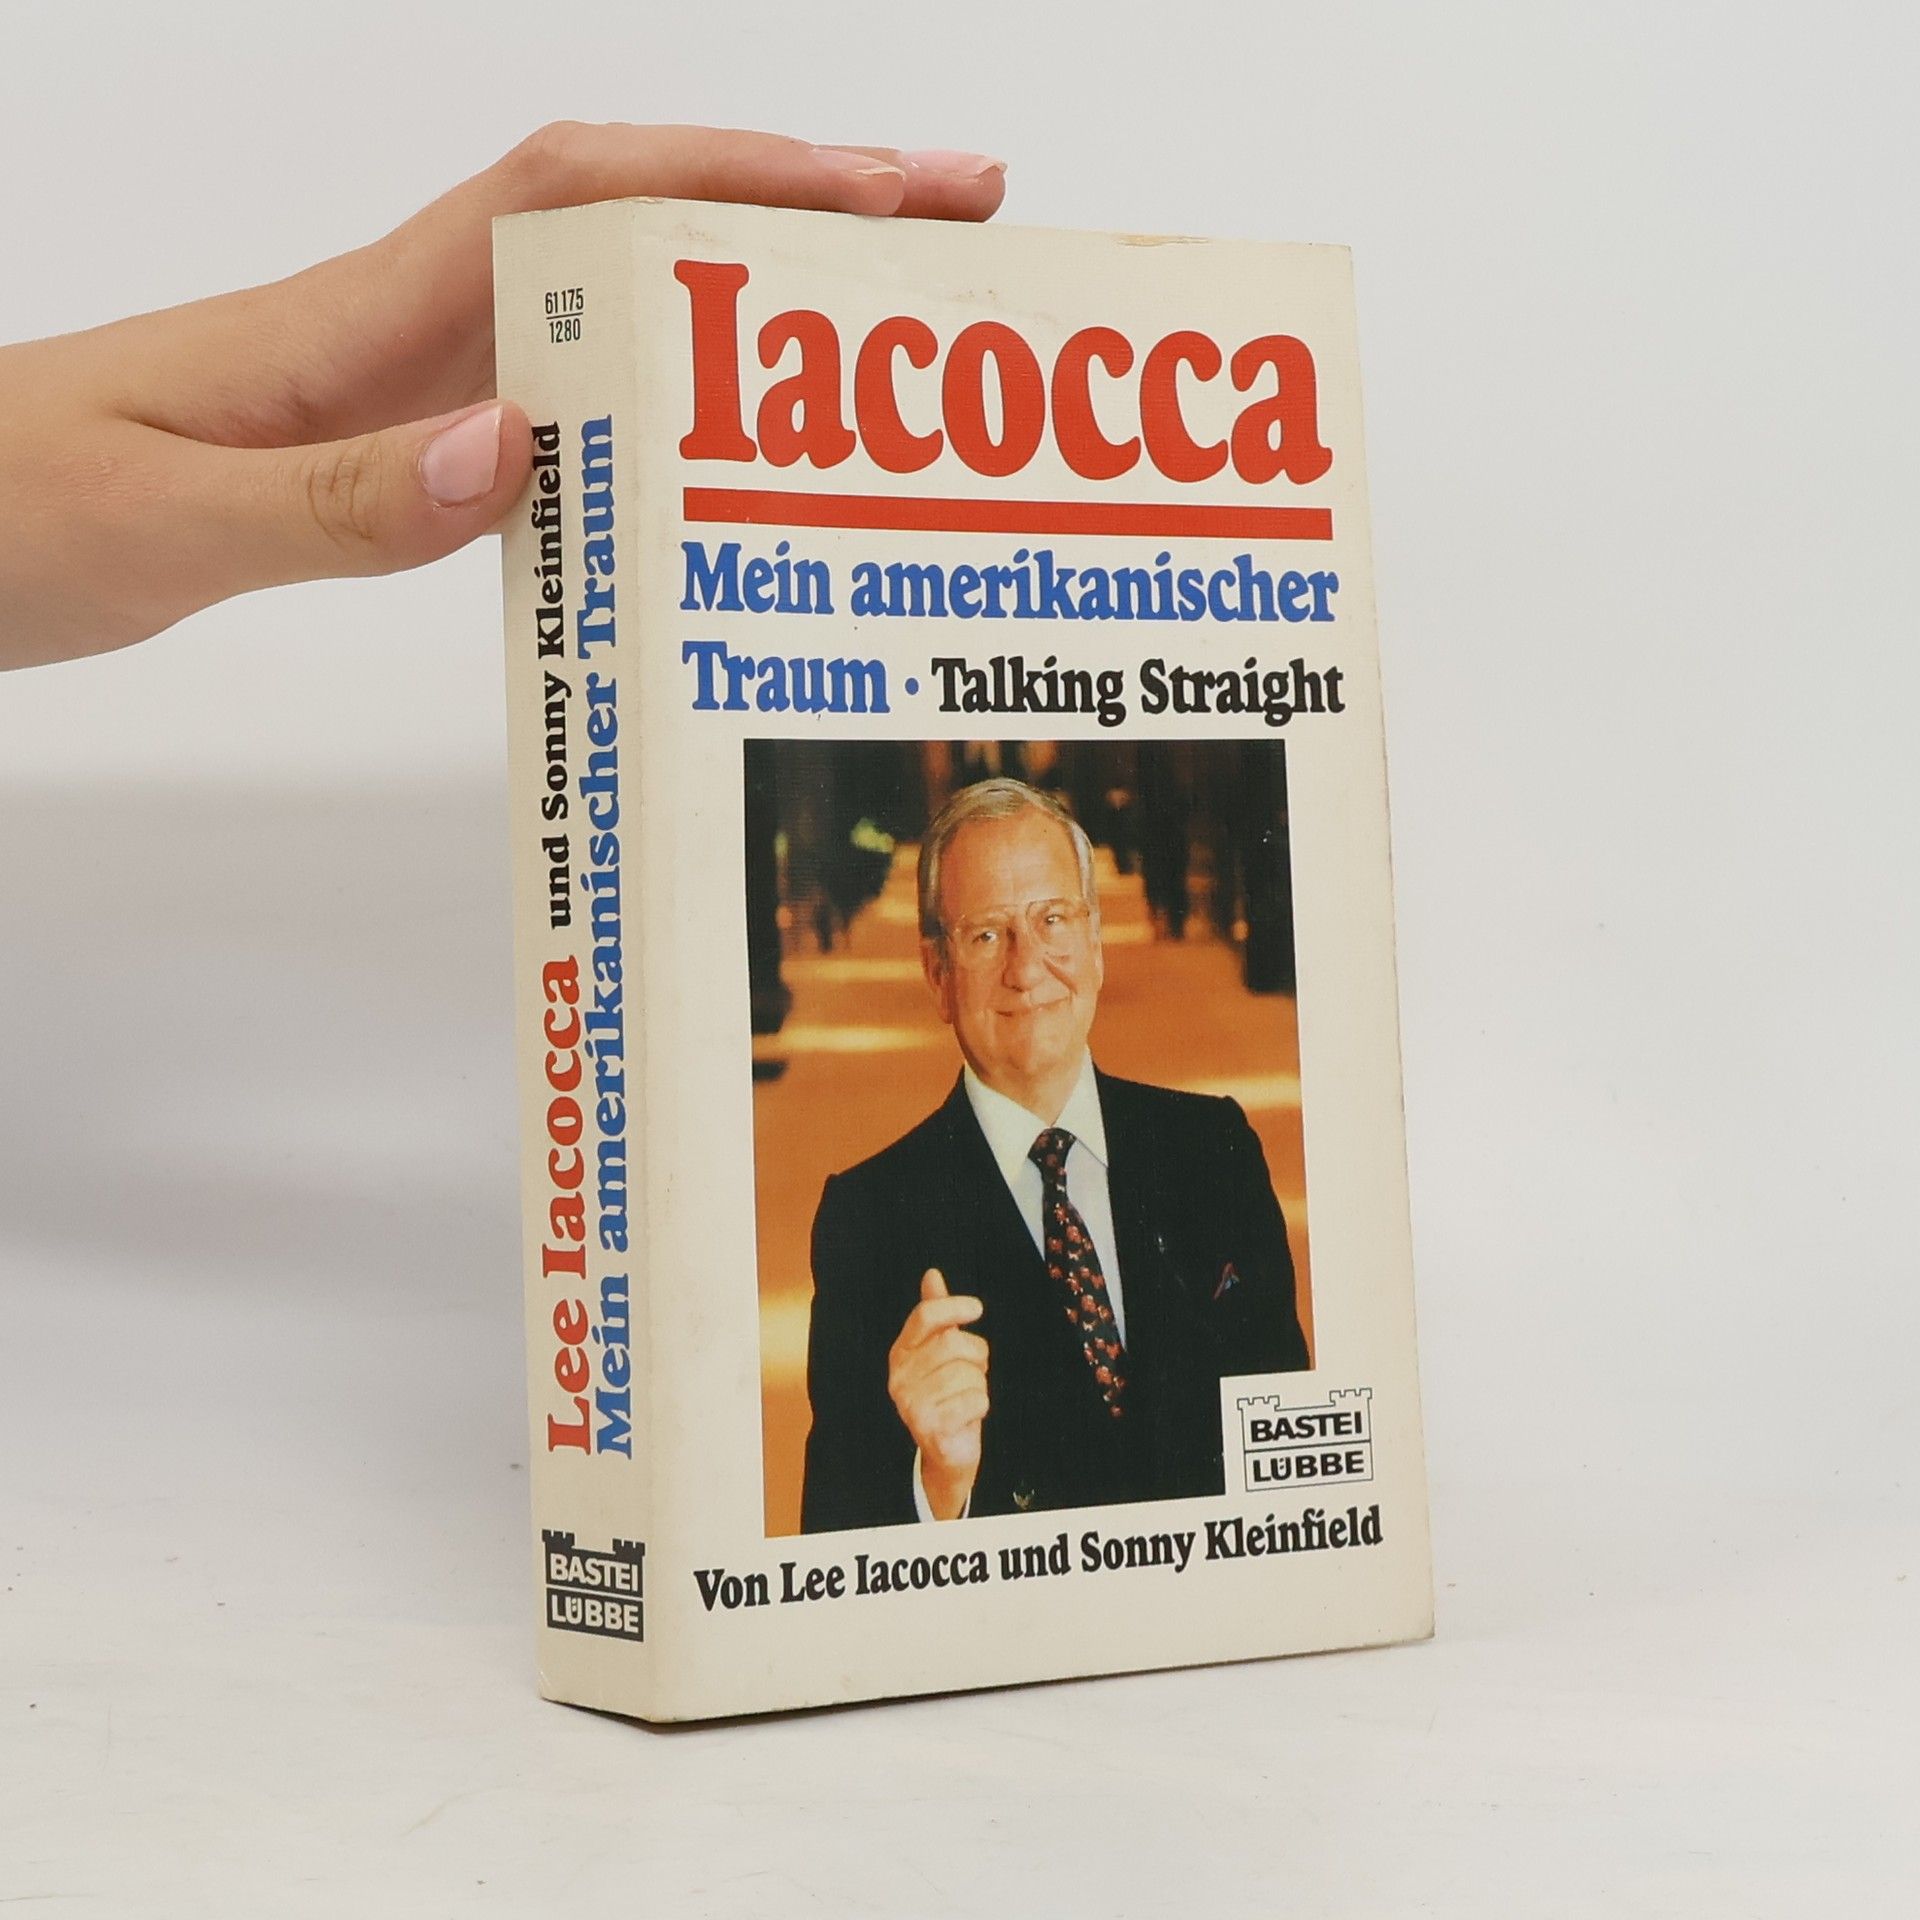 61175
1280
Lee Iacocca und Sonny Kleinfield
Mein amerikanischer Traum
BASTEI
LÜBBE
Iacocca
Mein amerikanischer
Traum • Talking Straight
BASTEI
LÜBBE
Von Lee Iacocca und Sonny Kleinfield